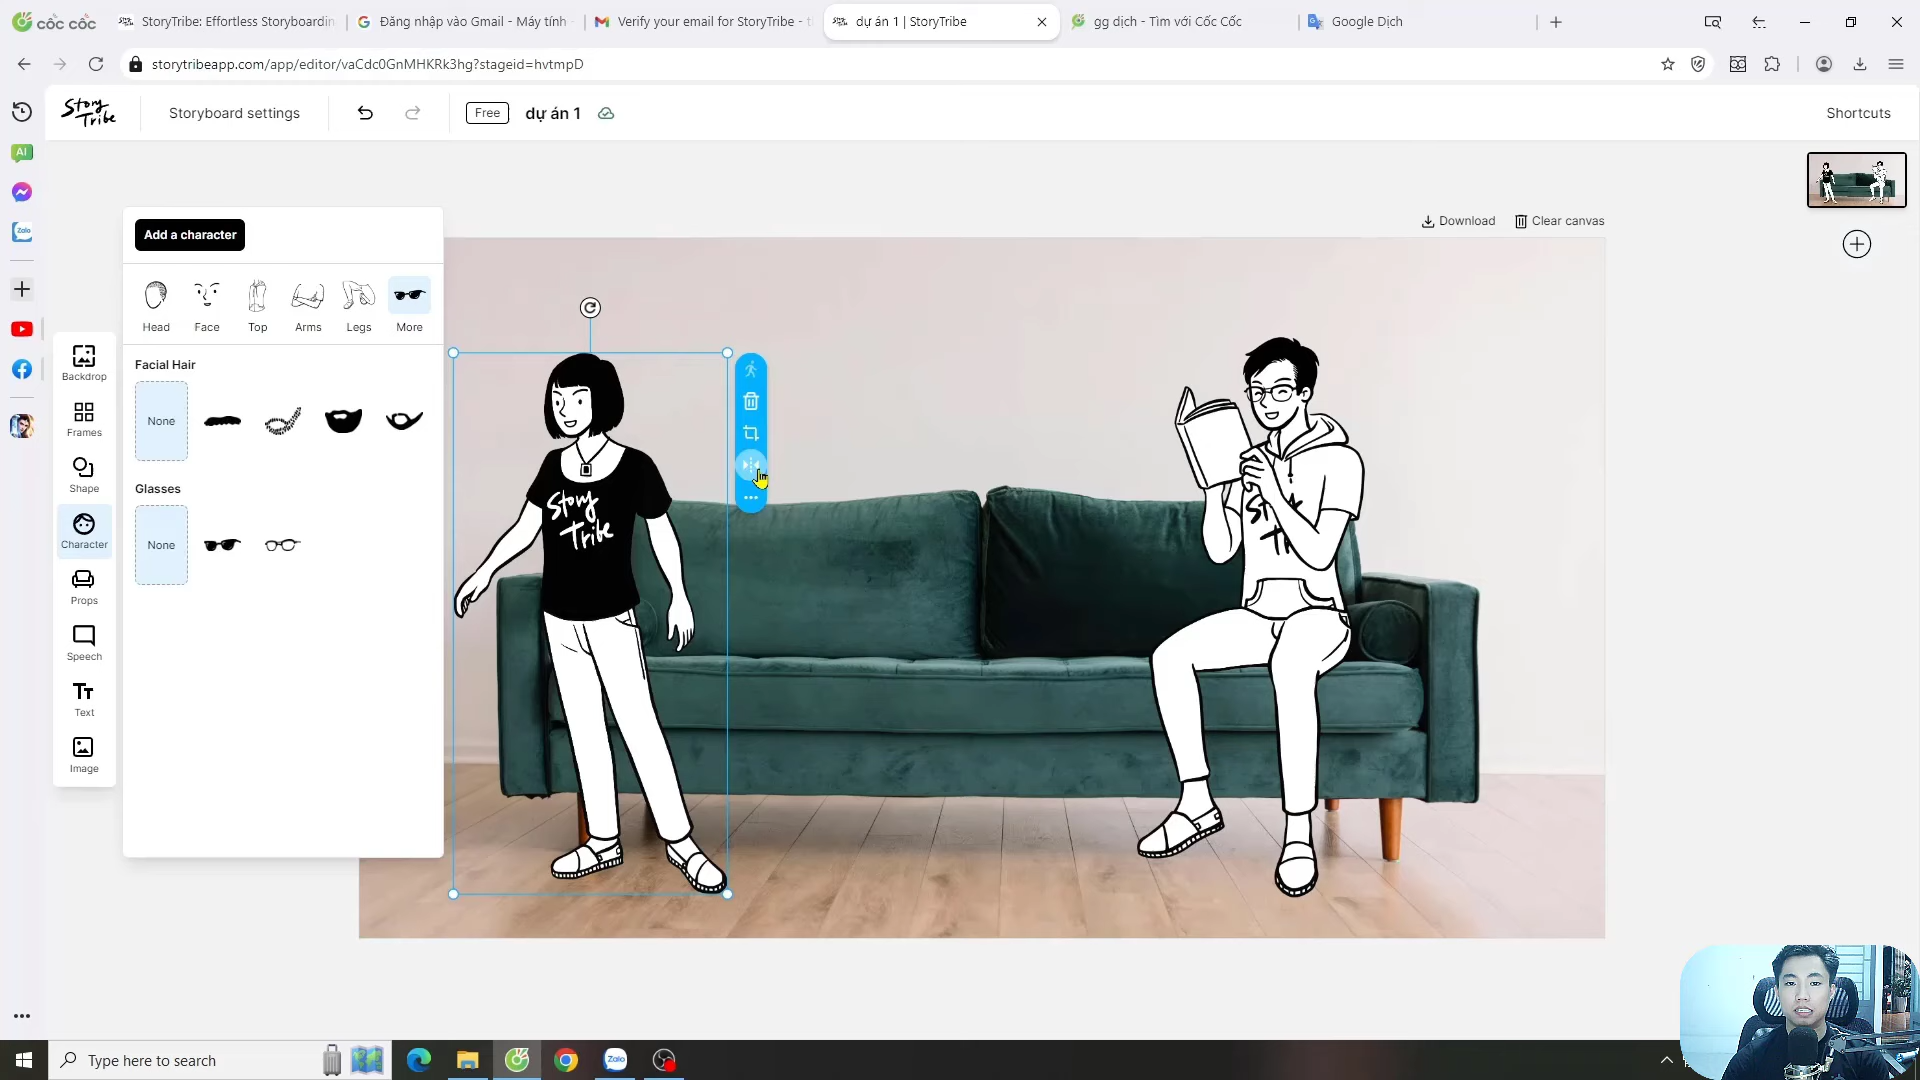 cốc cốc
StoryTribe: Effortless Storyboardin
Đăng nhập vào Gmail - Máy tính
Verify your email for StoryTribe - t
dự án 1 | StoryTribe
gg dịch - Tìm với Cốc Cốc
Google Dịch
storytribeapp.com/app/editor/vaCdc0GnMHKRk3hg?stageid=hvtmpD
Story Tribe
Storyboard settings
Free
dự án 1
Shortcuts
AI
Zalo
Add a character
Download
Clear canvas
Head
Face
Top
Arms
Legs
More
Facial Hair
None
Glasses
None
Backdrop
Frames
Shape
Character
Props
Speech
Text
Image
Story
Tribe
Type here to search
Zalo